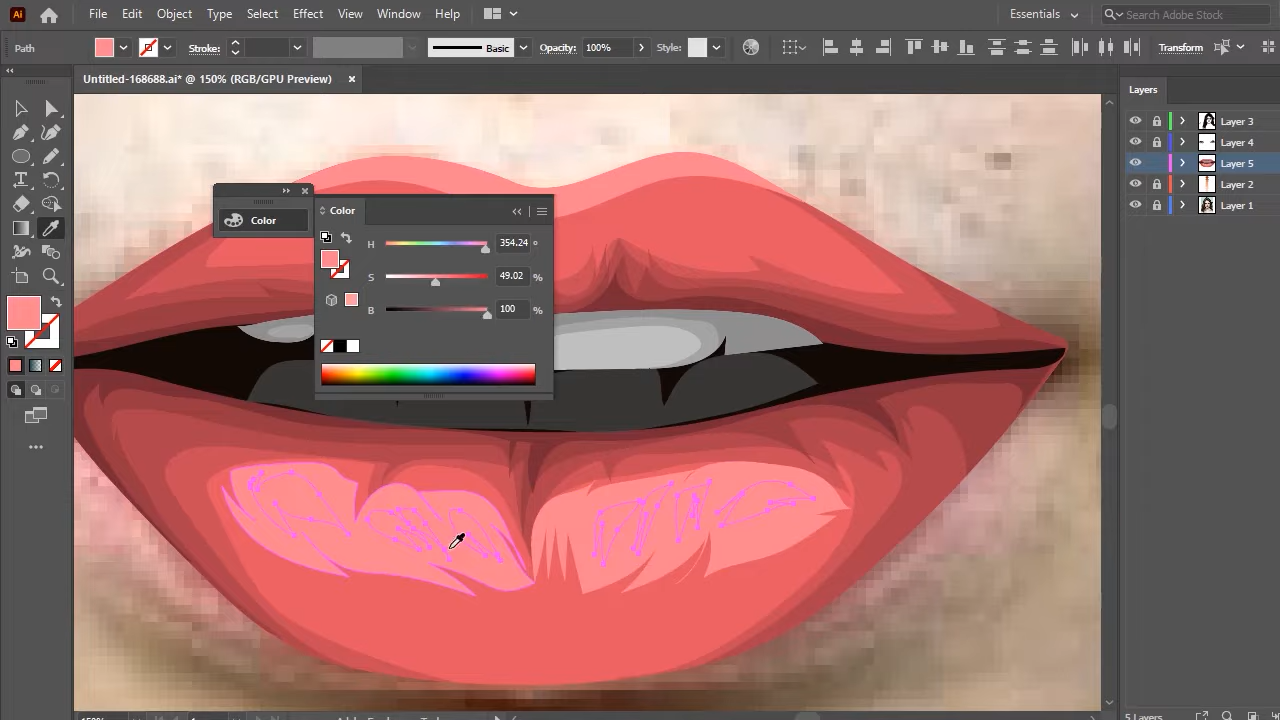 Ai File Edit Object Type Select Effect View Window Help Essentials Search Adobe Stock
Path Stroke: Basic Opacity: 100% Style: Transform
Untitled-168688.ai* @ 150% (RGB/GPU Preview)
Layers
Layer 3
Layer 4
Layer 5
Layer 2
Layer 1
Color
Color
H 354.24 °
S 49.02 %
B 100 %
5 Layers